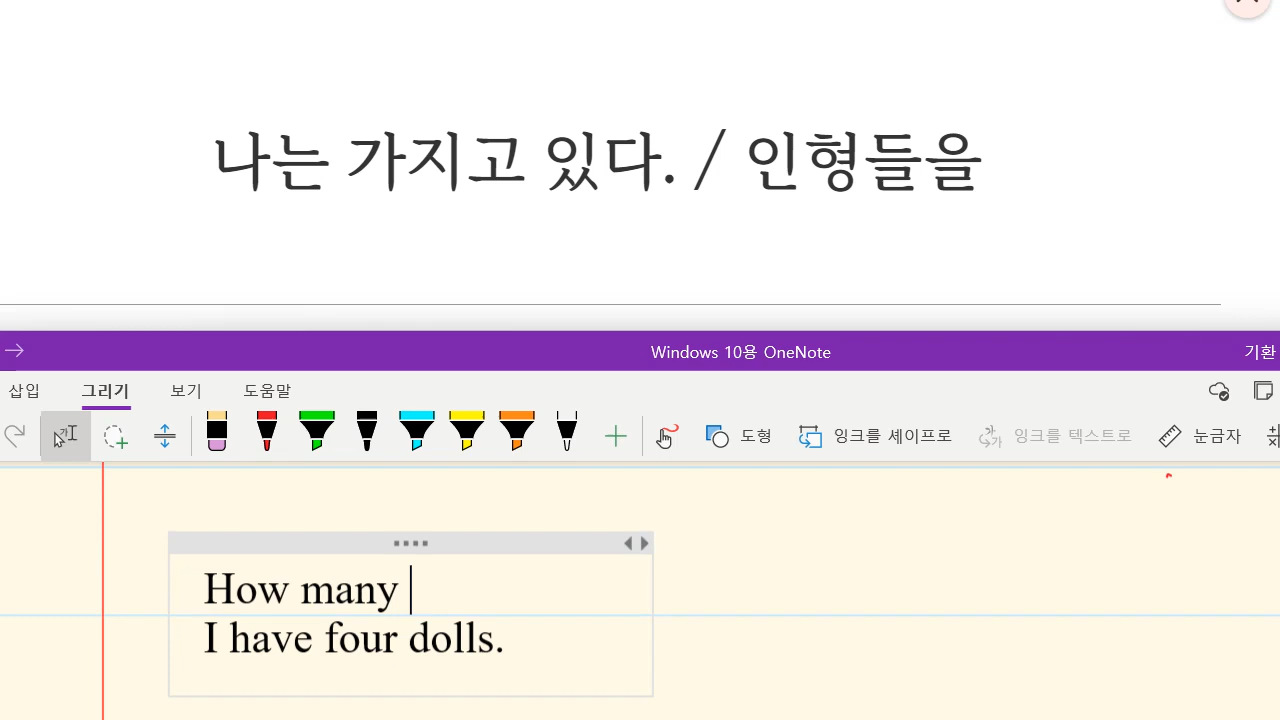 나는 가지고 있다. / 인형들을
Windows 10용 OneNote
기환
삽입 그리기 보기 도움말
가 도형 잉크를 셰이프로 가 잉크를 텍스트로 눈금자
How many
I have four dolls.